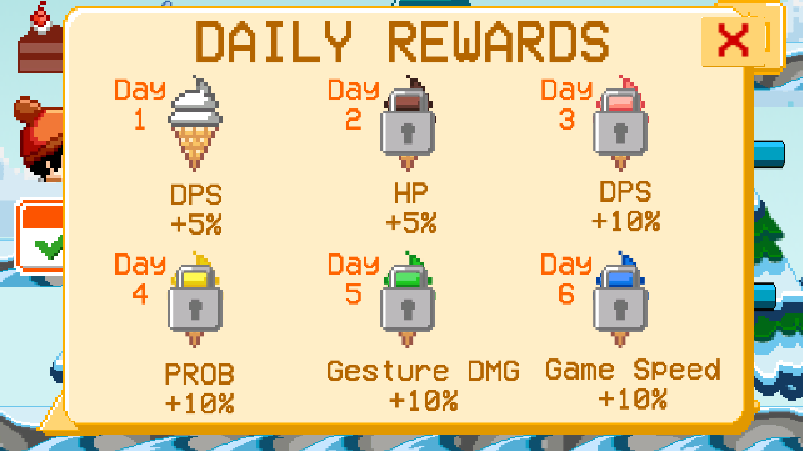 DAILY REWARDS
Day 1
Day 2
Day 3
DPS +5%
HP +5%
DPS +10%
Day 4
Day 5
Day 6
PROB +10%
Gesture DMG +10%
Game Speed +10%